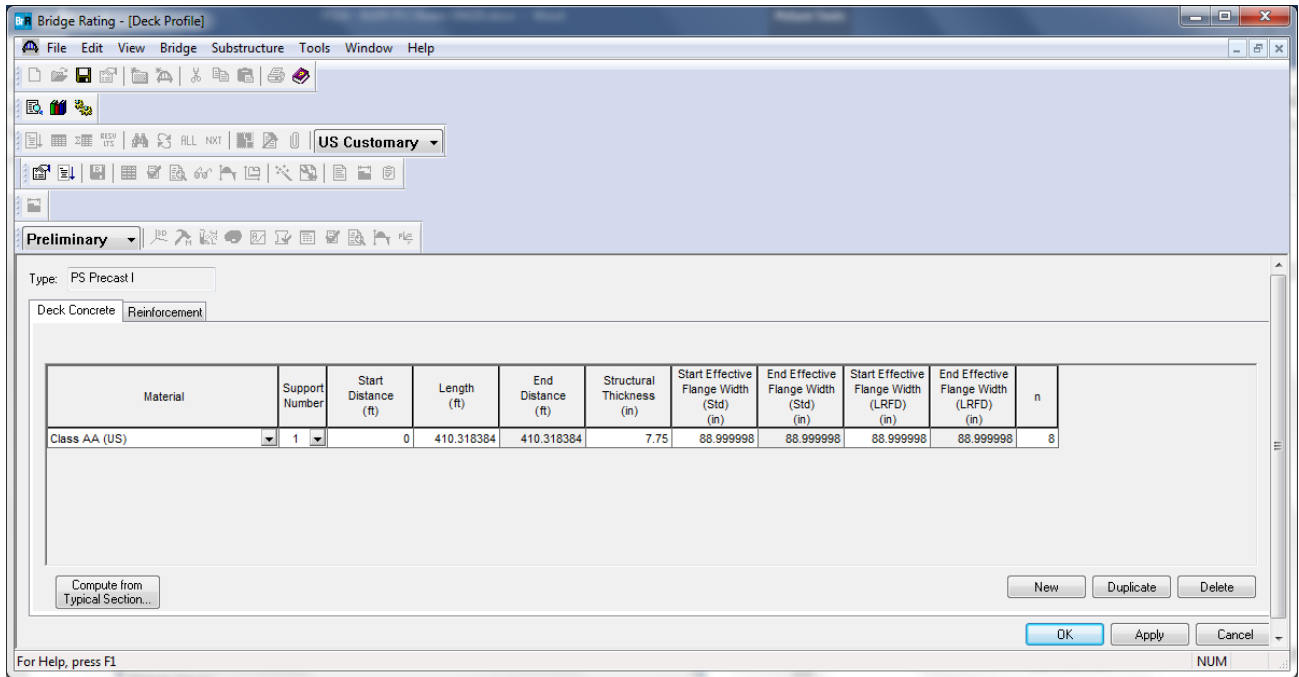 BrR Bridge Rating - [Deck Profile]
File Edit View Bridge Substructure Tools Window Help
ALL NXT US Customary
Preliminary
Type: PS Precast I
Deck Concrete Reinforcement
Material Support Number Start Distance (ft) Length (ft) End Distance (ft) Structural Thickness (in) Start Effective Flange Width (Std) (in) End Effective Flange Width (Std) (in) Start Effective Flange Width (LRFD) (in) End Effective Flange Width (LRFD) (in) n
Class AA (US) 1 0 410.318384 410.318384 7.75 88.999998 88.999998 88.999998 88.999998 8
Compute from
Typical Section...
New Duplicate Delete
OK Apply Cancel
For Help, press F1 NUM